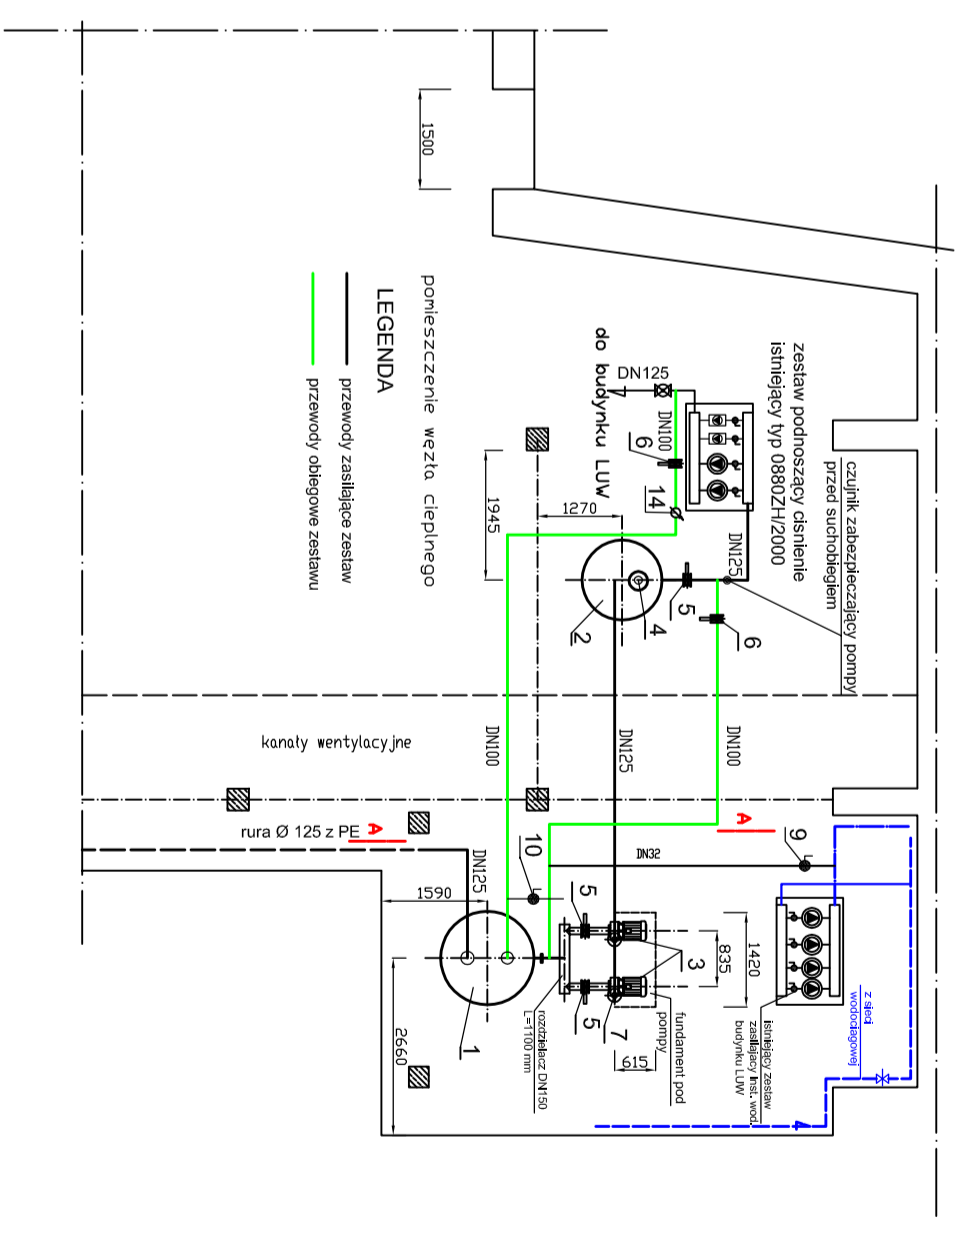 1500
pomieszczenie węzła cieplnego
LEGENDA
przewody zasilające zestaw
przewody obiegowe zestawu
zestaw podnoszący cisnienie
istniejący typ 0880ZH/2000
czujnik zabezpieczający pompy
przed suchobiegiem
do budynku LUW
DN125
DN100
6
14
1945
1270
DN125
5
6
4
2
DN100
DN125
DN100
kanały wentylacyjne
A
rura Ø 125 z PE
A
DN125
10
DN32
9
1590
5
3
835
1420
5
7
615
fundament pod
pompy
rozdzielacz DN150
L=1100 mm
1
2660
istniejący zestaw
zasilający inst. wod.
budynku LUW
z sieci
wodociągowej